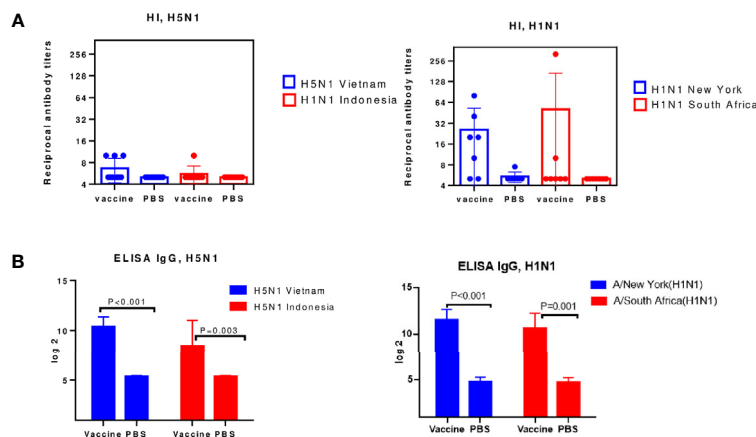 A
HI, H5N1
Reciprocal antibody titers
256
128
64
32
16
8
4
vaccine PBS vaccine PBS
H5N1 Vietnam
H1N1 Indonesia
HI, H1N1
Reciprocal antibody titers
256
128
64
32
16
8
4
vaccine PBS vaccine PBS
H1N1 New York
H1N1 South Africa
B
ELISA IgG, H5N1
log 2
15
10
5
P<0.001
P=0.003
Vaccine PBS Vaccine PBS
H5N1 Vietnam
H5N1 Indonesia
ELISA IgG, H1N1
log 2
15
10
5
P<0.001
P=0.001
Vaccine PBS Vaccine PBS
A/New York(H1N1)
A/South Africa(H1N1)